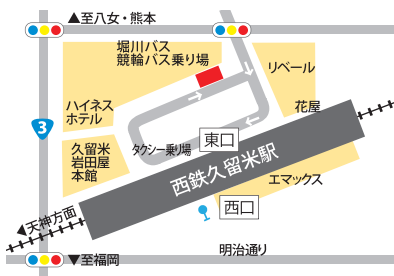 ▲至八女・熊本
堀川バス
競輪バス乗り場
リベール
ハイネス
ホテル
花屋
3
久留米
岩田屋
本館
タクシー乗り場
東口
西鉄久留米駅
エマックス
西口
◀天神方面
▼至福岡
明治通り